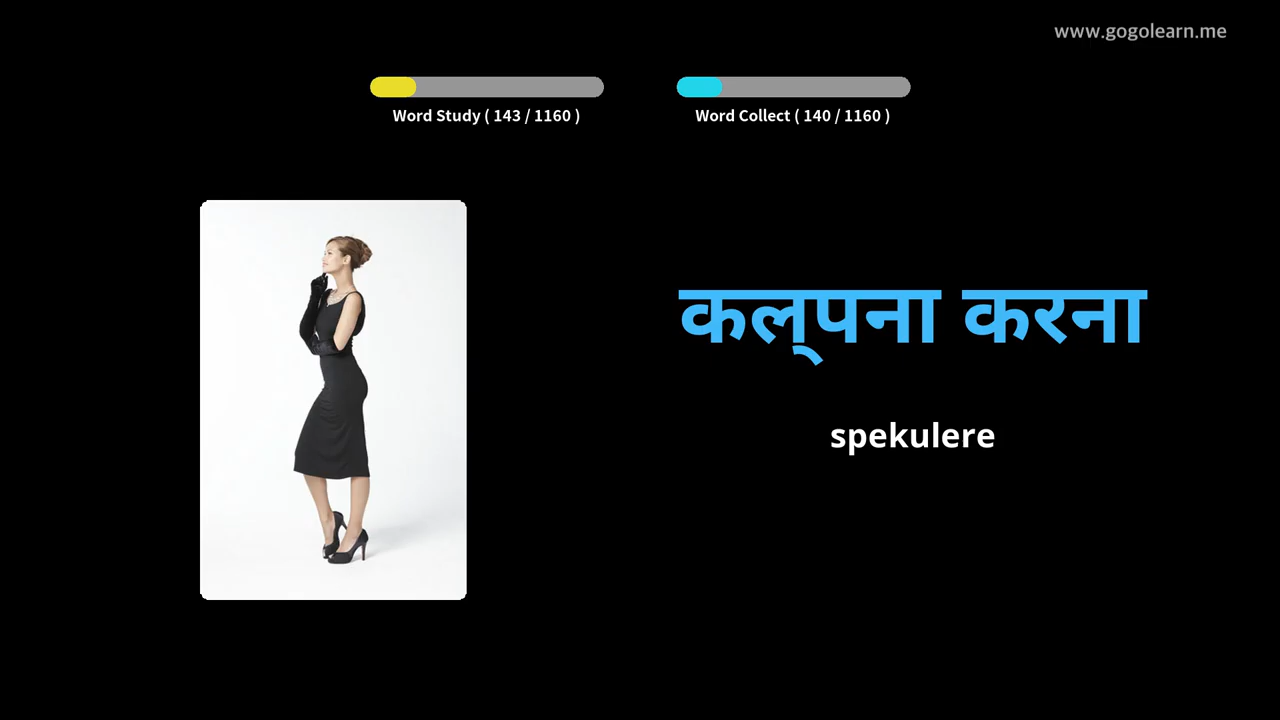 www.gogolearn.me
Word Study ( 143 / 1160 )
Word Collect ( 140 / 1160 )
कल्पना करना
spekulere